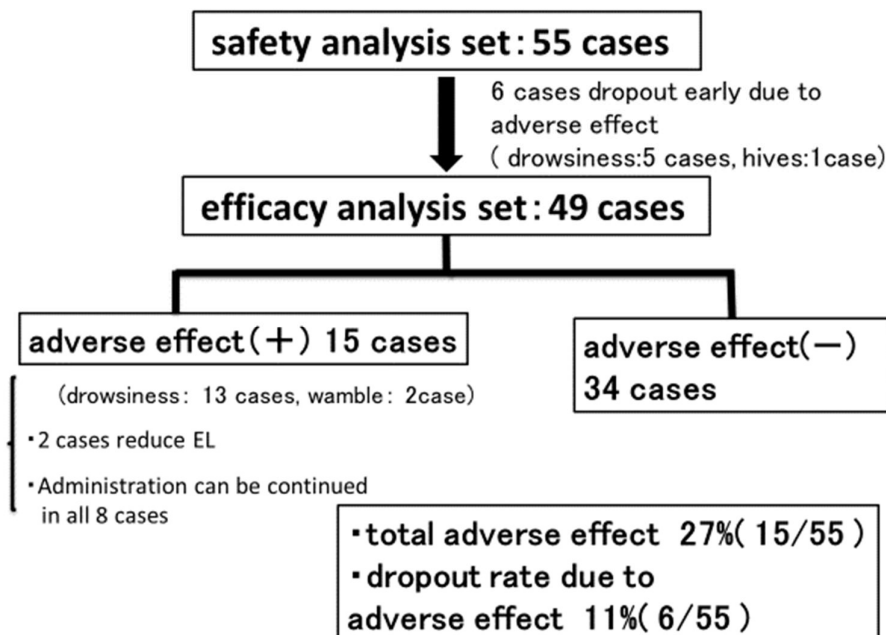 safety analysis set: 55 cases
6 cases dropout early due to
adverse effect
( drowsiness:5 cases, hives:1case)
efficacy analysis set: 49 cases
adverse effect(+) 15 cases
(drowsiness: 13 cases, wamble: 2case)
・2 cases reduce EL
・Administration can be continued
in all 8 cases
adverse effect(−)
34 cases
・total adverse effect 27%( 15/55 )
・dropout rate due to
adverse effect 11%( 6/55 )